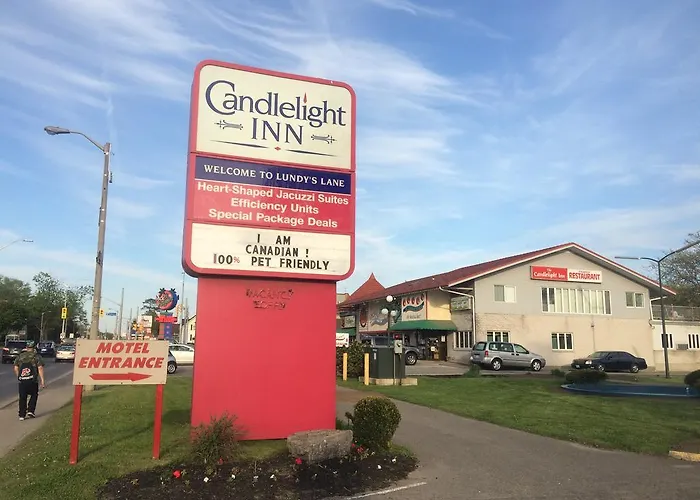 Candlelight
INN
WELCOME TO LUNDY'S LANE
Heart-Shaped Jacuzzi Suites
Efficiency Units
Special Package Deals
I AM
CANADIAN !
100% PET FRIENDLY
VACANCY
MOTEL
ENTRANCE
Candlelight Inn
RESTAURANT